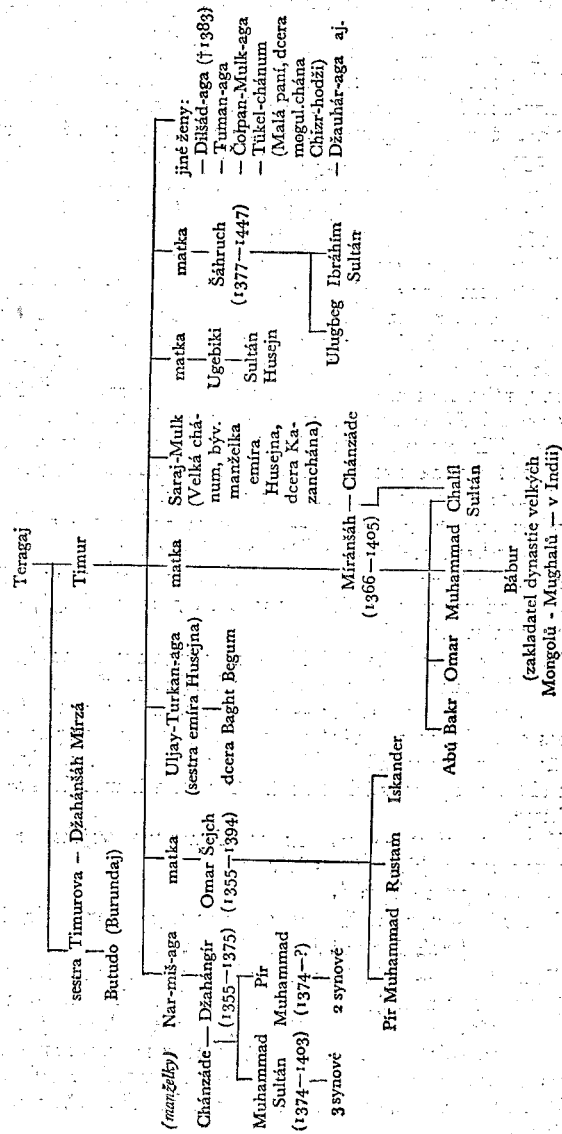 Teragaj
sestra Timurova — Džahánšáh Mírzá
Timur
Butudo (Burundaj)
(manželky)
Nar-miš-aga
Chánzáde — Džahángír
(1355—1375)
Muhammad
Sultán
(1374—1403)
3 synové
Pír
Muhammad
(1374—?)
2 synové
matka
Omar Šejch
(1355—1394)
Pír Muhammad
Rustam
Iskander
Uljay-Turkan-aga
(sestra emíra Husejna)
dcera Baght Begum
matka
Míránšáh — Chánzáde
(1366—1405)
Abú Bakr
Omar
Muhammad
Chalíl
Sultán
Bábur
(zakladatel dynastie velkých
Mongolů - Mughalů — v Indii)
Saraj-Mulk
(Velká chá-
num, býv.
manželka
emíra
Husejna,
dcera Ka-
zanchána)
matka
Ugebiki
Sultán
Husejn
matka
Šáhruch
(1377—1447)
Ulugbeg
Ibráhím
Sultán
jiné ženy:
— Dilšád-aga (†1383)
— Tuman-aga
— Čolpan-Mulk-aga
— Tükel-chánum
(Malá paní, dcera
mogul.chána
Chizr-hodži)
— Džauhár-aga aj.